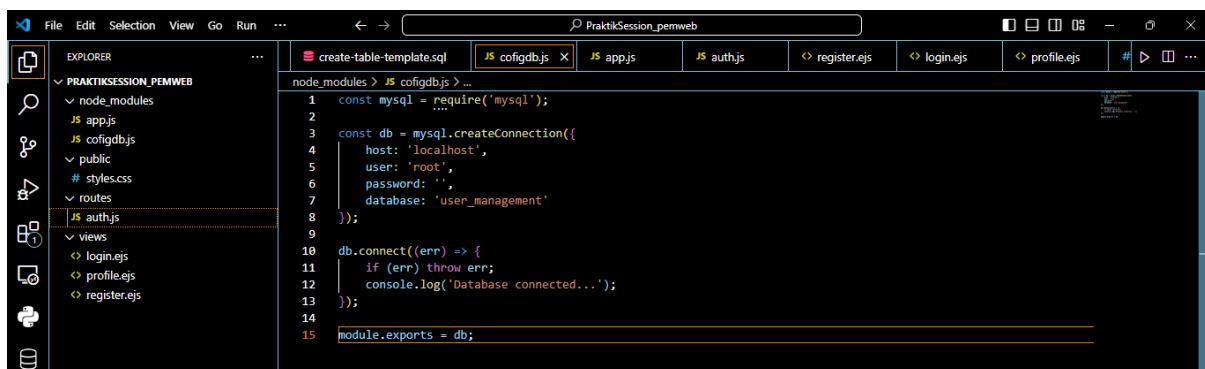 File Edit Selection View Go Run ... PraktikSession_pemweb
EXPLORER ...
create-table-template.sql JS cofigdb.js JS app.js JS auth.js <> register.ejs <> login.ejs <> profile.ejs # ...
PRAKTIKSESSION_PEMWEB
node_modules
JS app.js
JS cofigdb.js
public
# styles.css
routes
JS auth.js
views
<> login.ejs
<> profile.ejs
<> register.ejs
1
node_modules > JS cofigdb.js > ...
1 const mysql = require('mysql');
2
3 const db = mysql.createConnection({
4 host: 'localhost',
5 user: 'root',
6 password: '',
7 database: 'user_management'
8 });
9
10 db.connect((err) => {
11 if (err) throw err;
12 console.log('Database connected...');
13 });
14
15 module.exports = db;